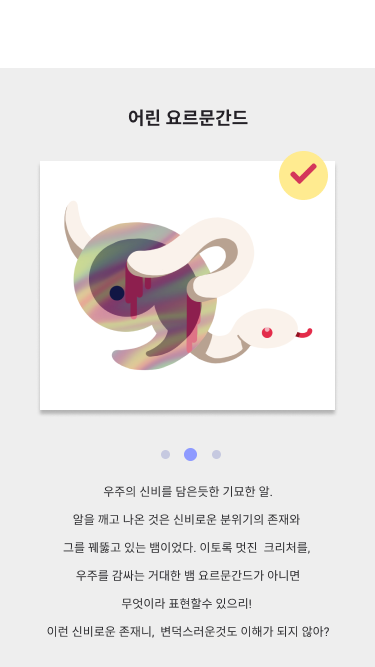 어린 요르문간드
우주의 신비를 담은듯한 기묘한 알.
알을 깨고 나온 것은 신비로운 분위기의 존재와
그를 꿰뚫고 있는 뱀이었다. 이토록 멋진  크리처를,
우주를 감싸는 거대한 뱀 요르문간드가 아니면
무엇이라 표현할수 있으리!
이런 신비로운 존재니,  변덕스러운것도 이해가 되지 않아?